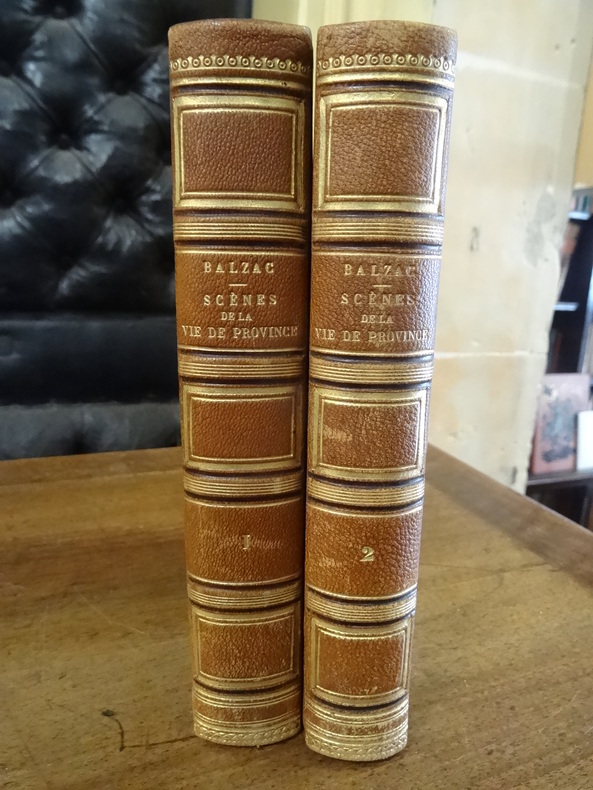 BALZAC
SCÈNES
DE LA
VIE DE PROVINCE
1
BALZAC
SCÈNES
DE LA
VIE DE PROVINCE
2